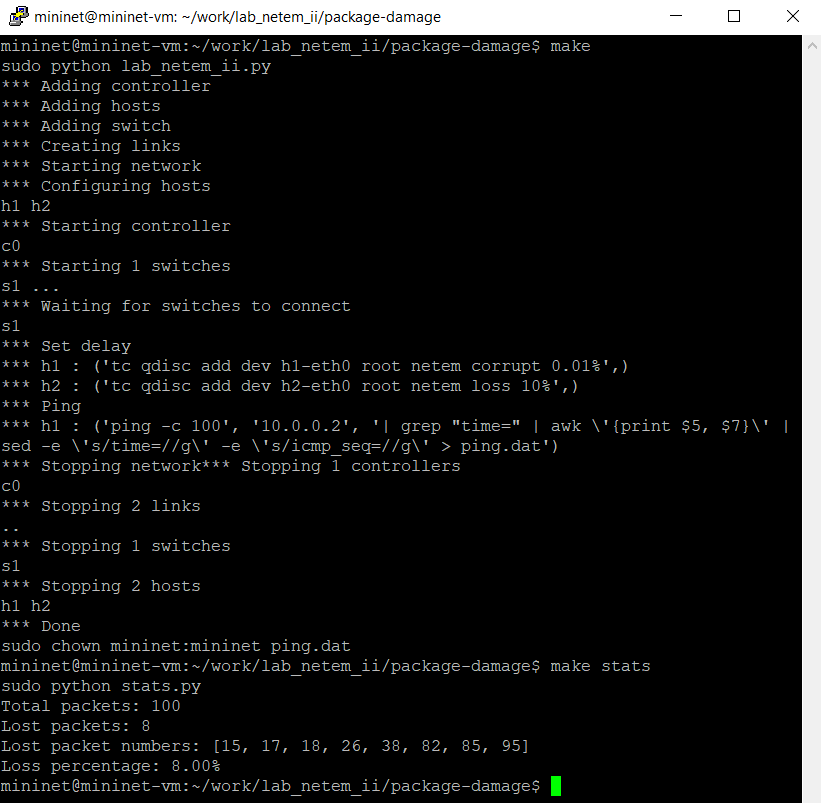 mininet@mininet-vm: ~/work/lab_netem_ii/package-damage
mininet@mininet-vm:~/work/lab_netem_ii/package-damage$ make
sudo python lab_netem_ii.py
*** Adding controller
*** Adding hosts
*** Adding switch
*** Creating links
*** Starting network
*** Configuring hosts
h1 h2
*** Starting controller
c0
*** Starting 1 switches
s1 ...
*** Waiting for switches to connect
s1
*** Set delay
*** h1 : ('tc qdisc add dev h1-eth0 root netem corrupt 0.01%',)
*** h2 : ('tc qdisc add dev h2-eth0 root netem loss 10%',)
*** Ping
*** h1 : ('ping -c 100', '10.0.0.2', '| grep "time=" | awk \'{print $5, $7}\' |
sed -e \'s/time=//g\' -e \'s/icmp_seq=//g\' > ping.dat')
*** Stopping network*** Stopping 1 controllers
c0
*** Stopping 2 links
..
*** Stopping 1 switches
s1
*** Stopping 2 hosts
h1 h2
*** Done
sudo chown mininet:mininet ping.dat
mininet@mininet-vm:~/work/lab_netem_ii/package-damage$ make stats
sudo python stats.py
Total packets: 100
Lost packets: 8
Lost packet numbers: [15, 17, 18, 26, 38, 82, 85, 95]
Loss percentage: 8.00%
mininet@mininet-vm:~/work/lab_netem_ii/package-damage$